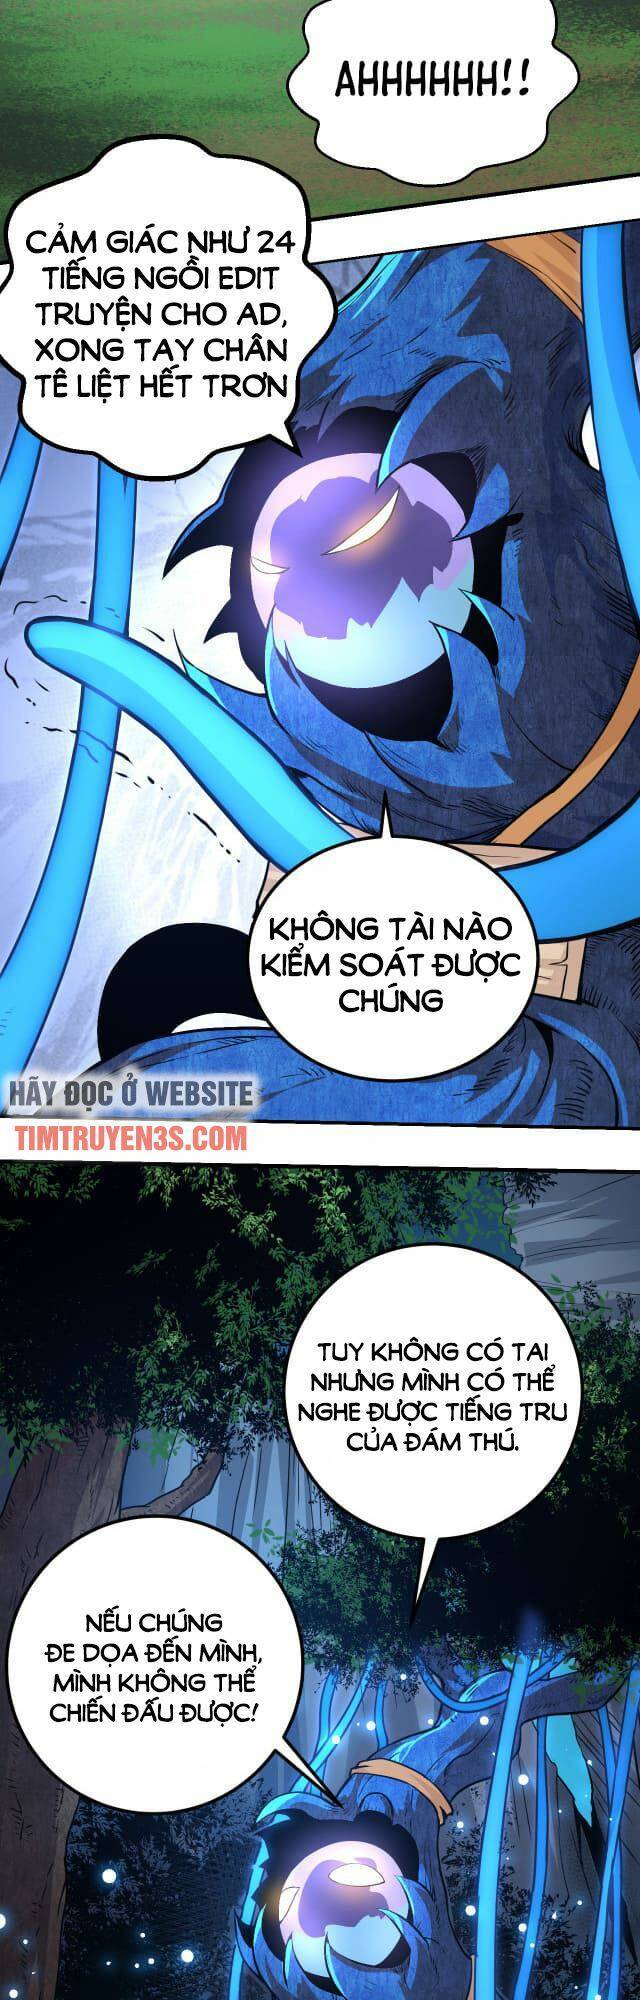 AHHHHHH!!
CẢM GIÁC NHƯ 24
TIẾNG NGỒI EDIT
TRUYỆN CHO AD,
XONG TAY CHÂN
TÊ LIỆT HẾT TRƠN
KHÔNG TÀI NÀO
KIỂM SOÁT ĐƯỢC
CHÚNG
HÃY ĐỌC Ở WEBSITE
TIMTRUYEN3S.COM
TUY KHÔNG CÓ TAI
NHƯNG MÌNH CÓ THỂ
NGHE ĐƯỢC TIẾNG TRU
CỦA ĐÁM THÚ.
NẾU CHÚNG
ĐE DỌA ĐẾN MÌNH,
MÌNH KHÔNG THỂ
CHIẾN ĐẤU ĐƯỢC!